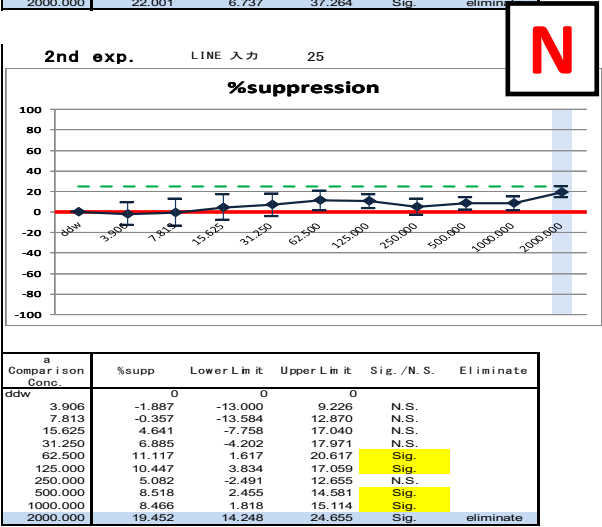 2000.000 22.001 6.737 37.264 Sig. eliminate
2nd exp. LINE 入力 25
N
%suppression
100
80
60
40
20
0
-20
-40
-60
-80
-100
ddw 3.906 7.813 15.625 31.250 62.500 125.000 250.000 500.000 1000.000 2000.000
a
Comparison %supp LowerLimit UpperLimit Sig./N.S. Eliminate
Conc.
ddw 0 0 0
3.906 -1.887 -13.000 9.226 N.S.
7.813 -0.357 -13.584 12.870 N.S.
15.625 4.641 -7.758 17.040 N.S.
31.250 6.885 -4.202 17.971 N.S.
62.500 11.117 1.617 20.617 Sig.
125.000 10.447 3.834 17.059 Sig.
250.000 5.082 -2.491 12.655 N.S.
500.000 8.518 2.455 14.581 Sig.
1000.000 8.466 1.818 15.114 Sig.
2000.000 19.452 14.248 24.655 Sig. eliminate